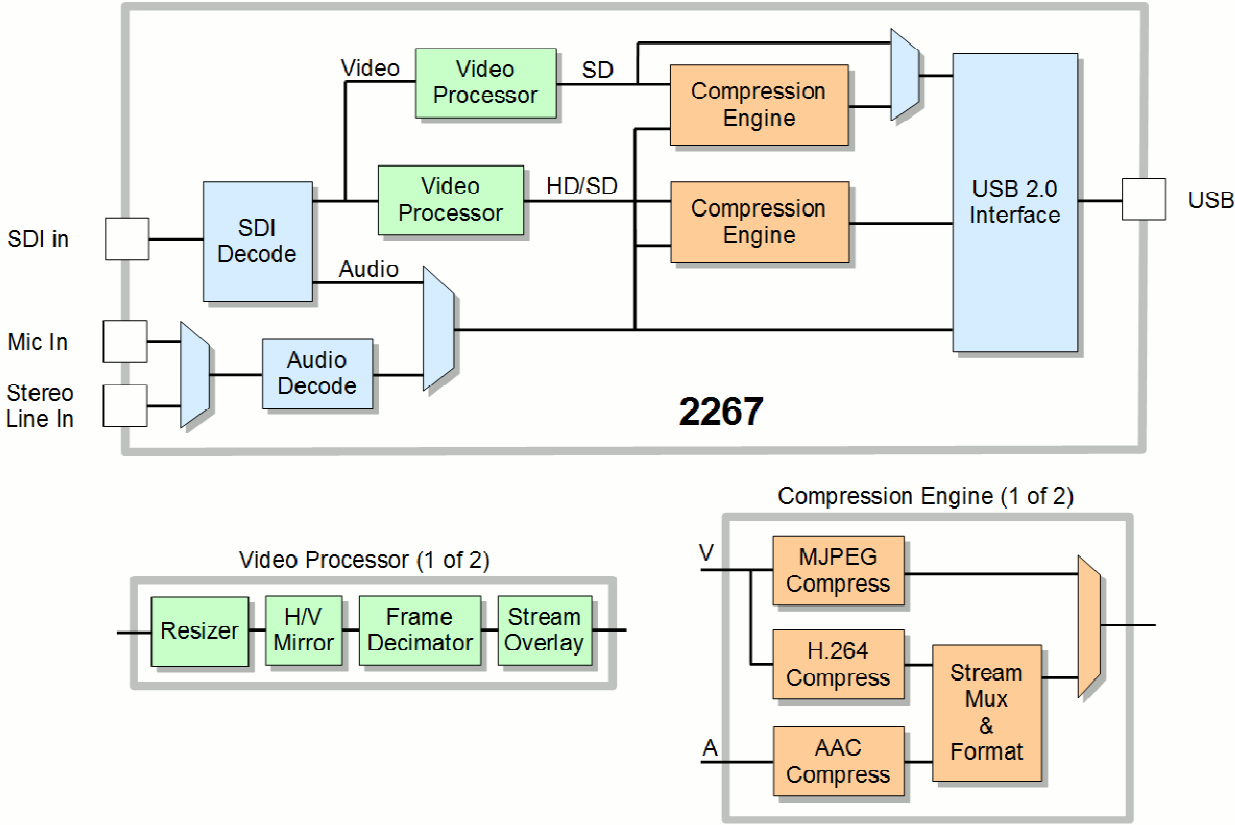 Video
Video
Processor
SD
Compression
Engine
Video
Processor
HD/SD
Compression
Engine
USB 2.0
Interface
USB
SDI in
SDI
Decode
Audio
Mic In
Audio
Decode
Stereo
Line In
2267
Compression Engine (1 of 2)
Video Processor (1 of 2)
V
MJPEG
Compress
Resizer
H/V
Mirror
Frame
Decimator
Stream
Overlay
H.264
Compress
Stream
Mux
&
Format
A
AAC
Compress